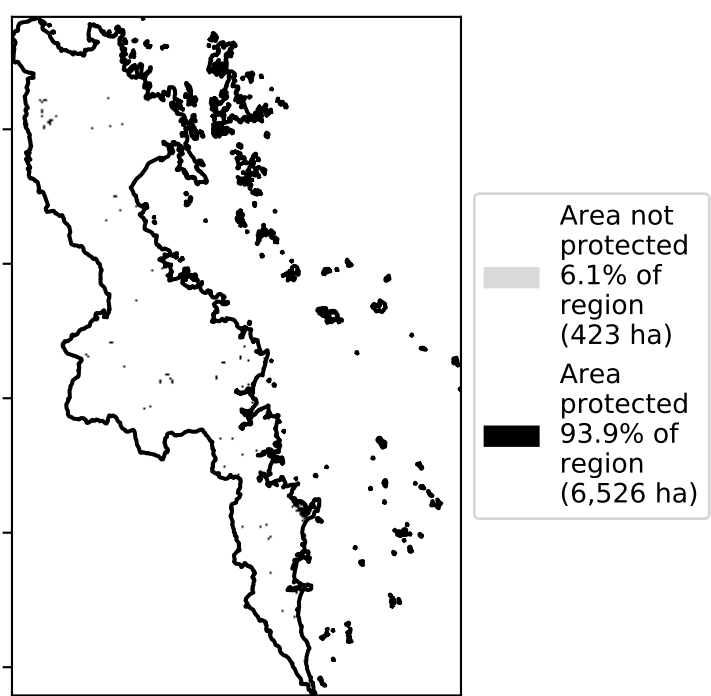 Area not
protected
6.1% of
region
(423 ha)
Area
protected
93.9% of
region
(6,526 ha)